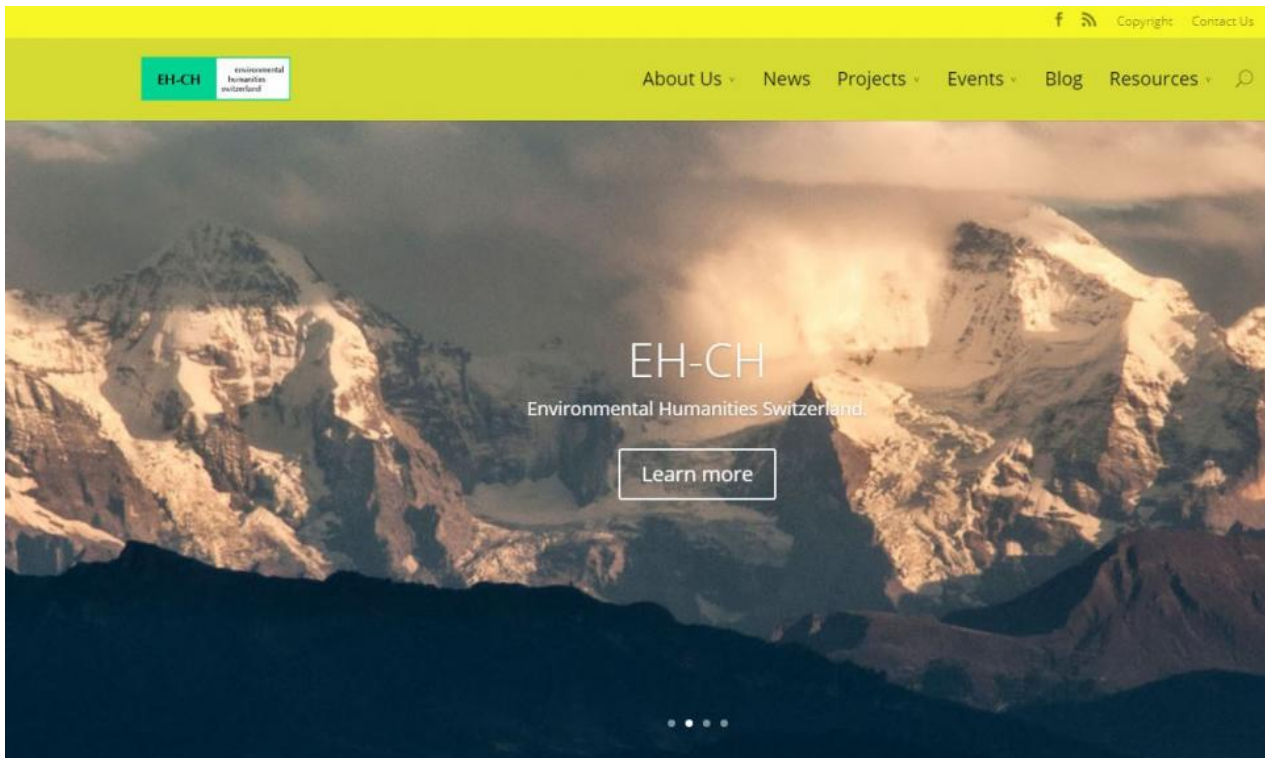 Copyright Contact Us
EH-CH
environmental
humanities
switzerland
About Us News Projects Events Blog Resources
EH-CH
Environmental Humanities Switzerland.
Learn more